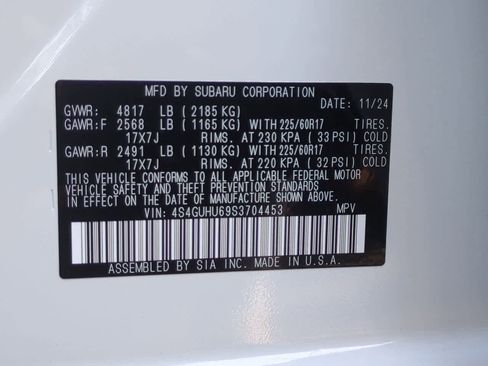 MFD BY SUBARU CORPORATION
DATE: 11/24
GVWR: 4817 LB (2185 KG)
GAWR:F 2568 LB (1165 KG) WITH 225/60R17 TIRES.
17X7J RIMS. AT 230 KPA (33 PSI) COLD
GAWR:R 2491 LB (1130 KG) WITH 225/60R17 TIRES.
17X7J RIMS. AT 220 KPA (32 PSI) COLD
THIS VEHICLE CONFORMS TO ALL APPLICABLE FEDERAL MOTOR
VEHICLE SAFETY AND THEFT PREVENTION STANDARDS
IN EFFECT ON THE DATE OF MANUFACTURE SHOWN ABOVE.
VIN: 4S4GUHU69S3704453 MPV
ASSEMBLED BY SIA INC. MADE IN U.S.A.